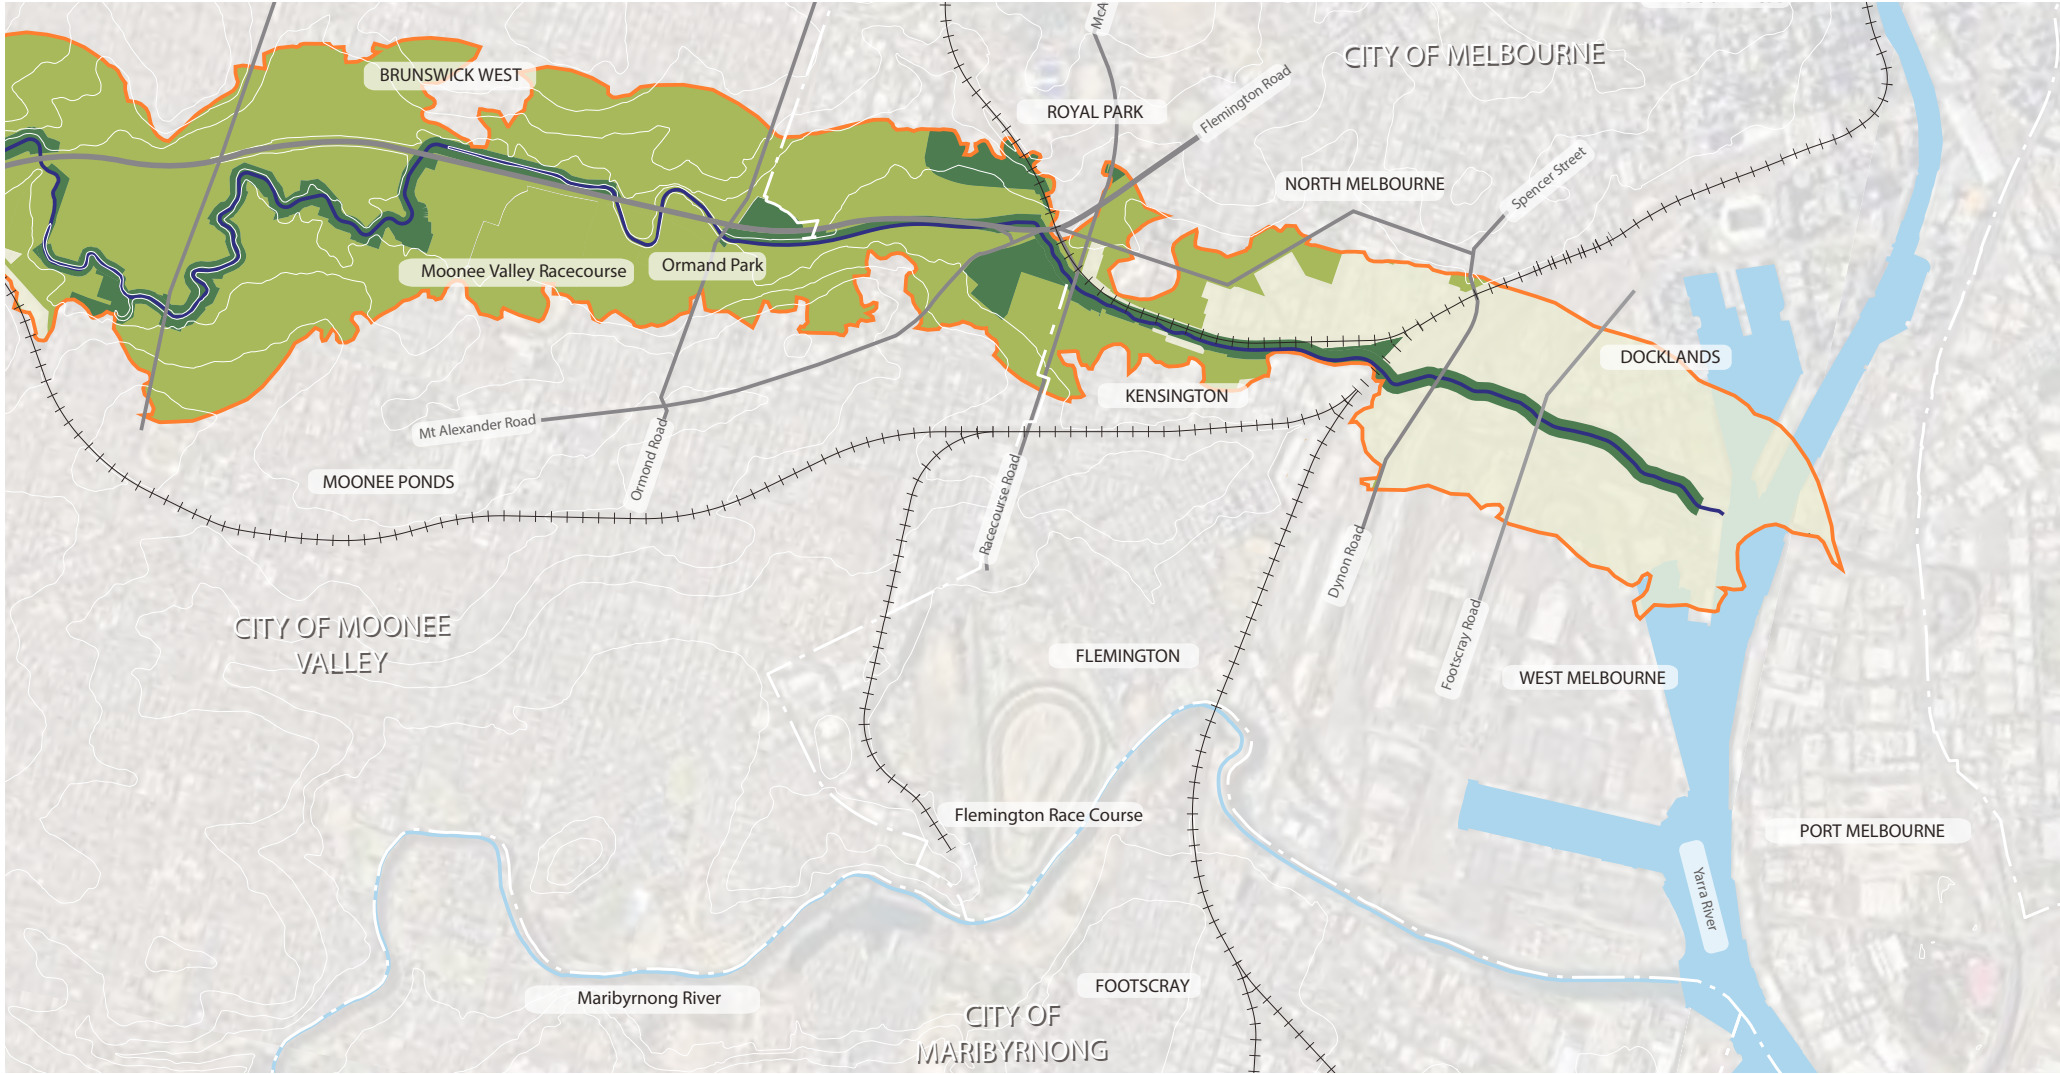 McA
CITY OF MELBOURNE
BRUNSWICK WEST
ROYAL PARK
Flemington Road
NORTH MELBOURNE
Spencer Street
Moonee Valley Racecourse
Ormand Park
DOCKLANDS
KENSINGTON
Mt Alexander Road
Ormond Road
MOONEE PONDS
Racecourse Road
Dynon Road
CITY OF MOONEE
VALLEY
FLEMINGTON
Footscray Road
WEST MELBOURNE
Flemington Race Course
PORT MELBOURNE
Yarra River
Maribyrnong River
FOOTSCRAY
CITY OF
MARIBYRNONG